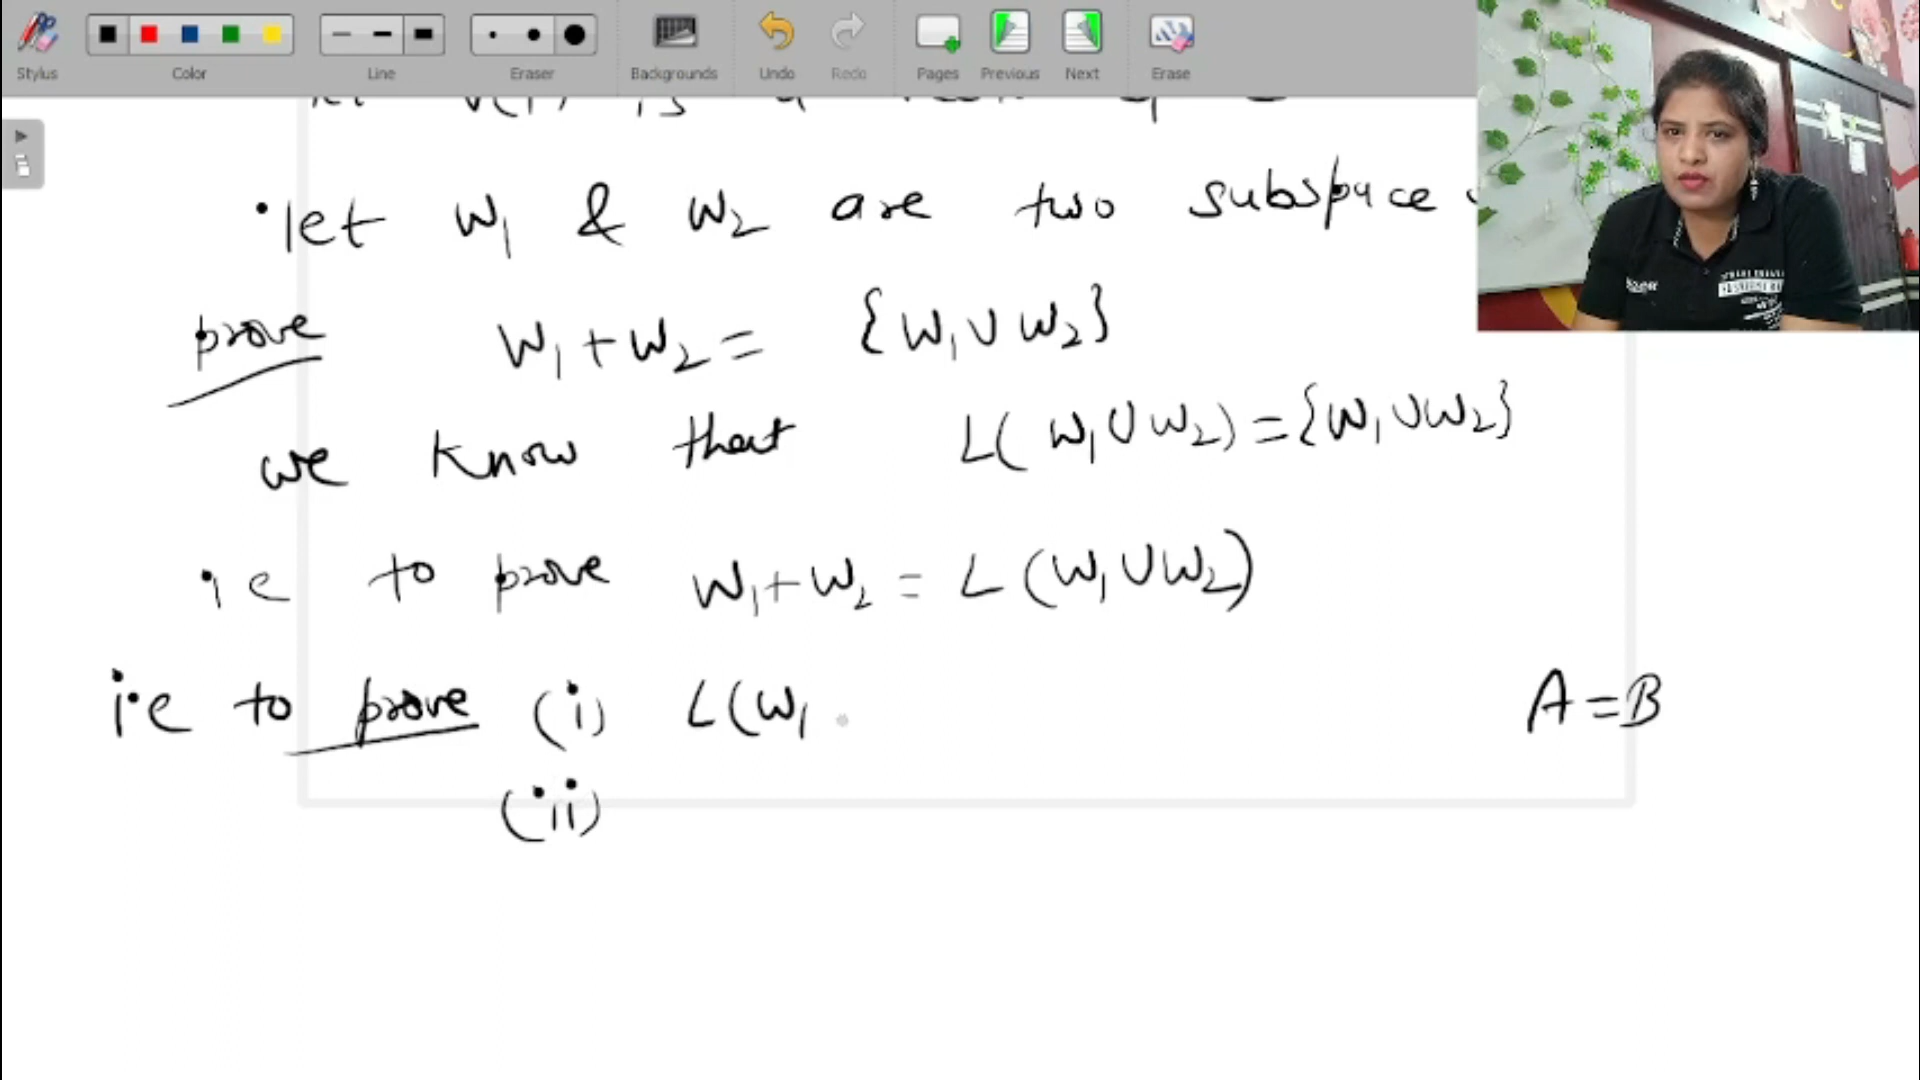 Stylus Color Line Eraser Backgrounds Undo Redo Pages Previous Next Erase
let V(F) is a
let W₁ & W₂ are two subspace
prove W₁+W₂ = {W₁∪W₂}
we know that L(W₁∪W₂)={W₁∪W₂}
ie to prove W₁+W₂ = L(W₁∪W₂)
i.e to prove (i) L(W₁
A=B
(ii)